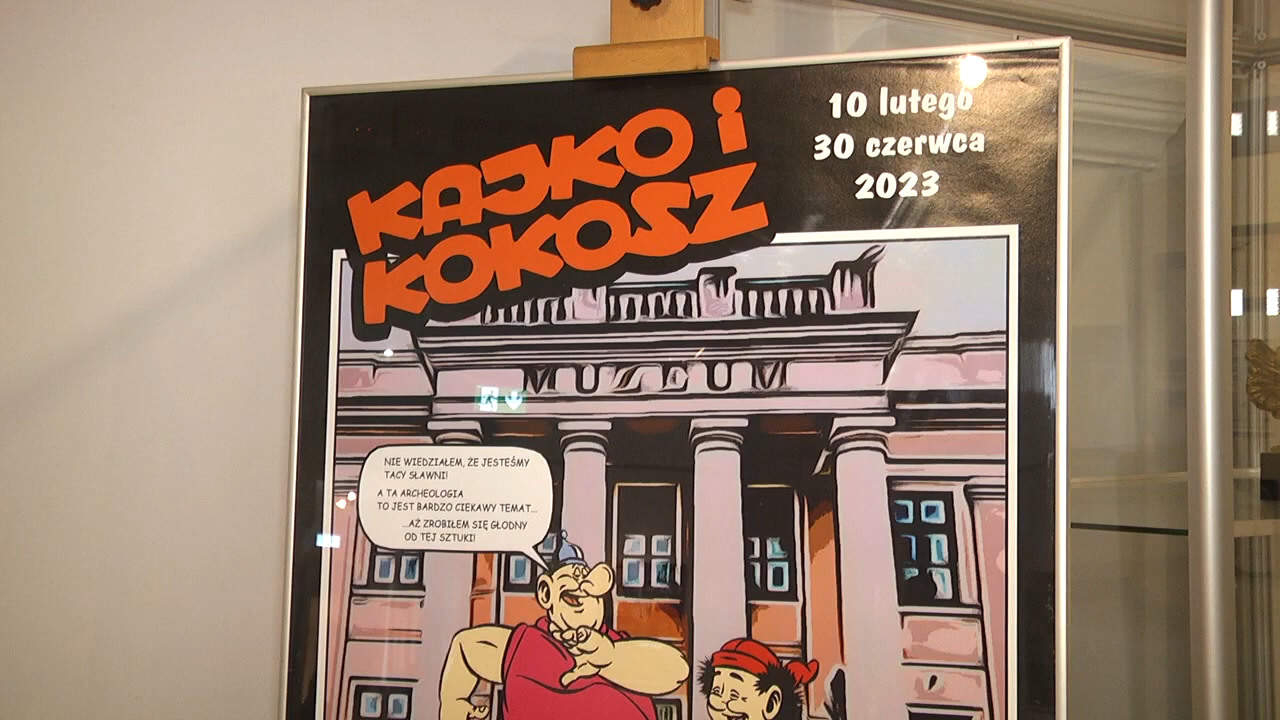 KAJKO i
KOKOSZ
10 lutego
30 czerwca
2023
MUZEUM
NIE WIEDZIAŁEM, ŻE JESTEŚMY
TACY SŁAWNI!
A TA ARCHEOLOGIA
TO JEST BARDZO CIEKAWY TEMAT...
...AŻ ZROBIŁEM SIĘ GŁODNY
OD TEJ SZTUKI!